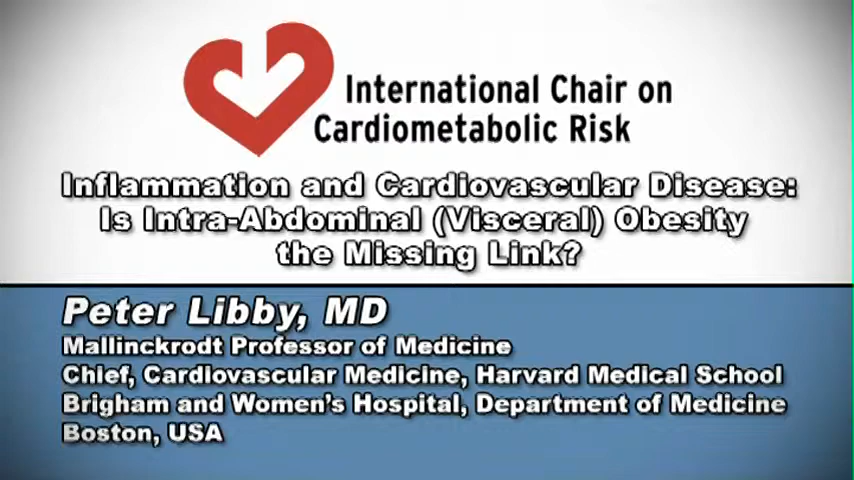 International Chair on
Cardiometabolic Risk
Inflammation and Cardiovascular Disease:
Is Intra-Abdominal (Visceral) Obesity
the Missing Link?
Peter Libby, MD
Mallinckrodt Professor of Medicine
Chief, Cardiovascular Medicine, Harvard Medical School
Brigham and Women's Hospital, Department of Medicine
Boston, USA